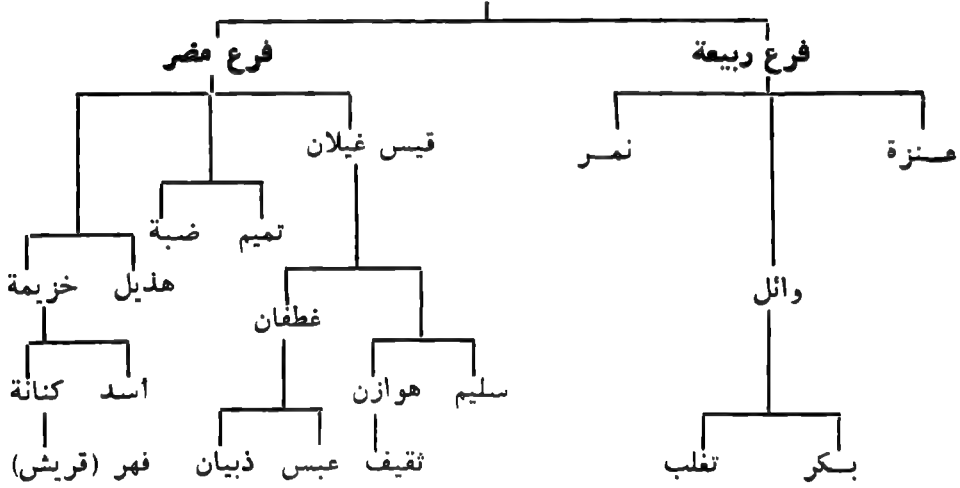 فرع ربيعة فرع مضر
عنزة نمر قيس غيلان
تميم ضبة
هذيل خزيمة
وائل
غطفان
سليم هوازن أسد كنانة
بكر تغلب ثقيف عبس ذبيان فهر (قريش)